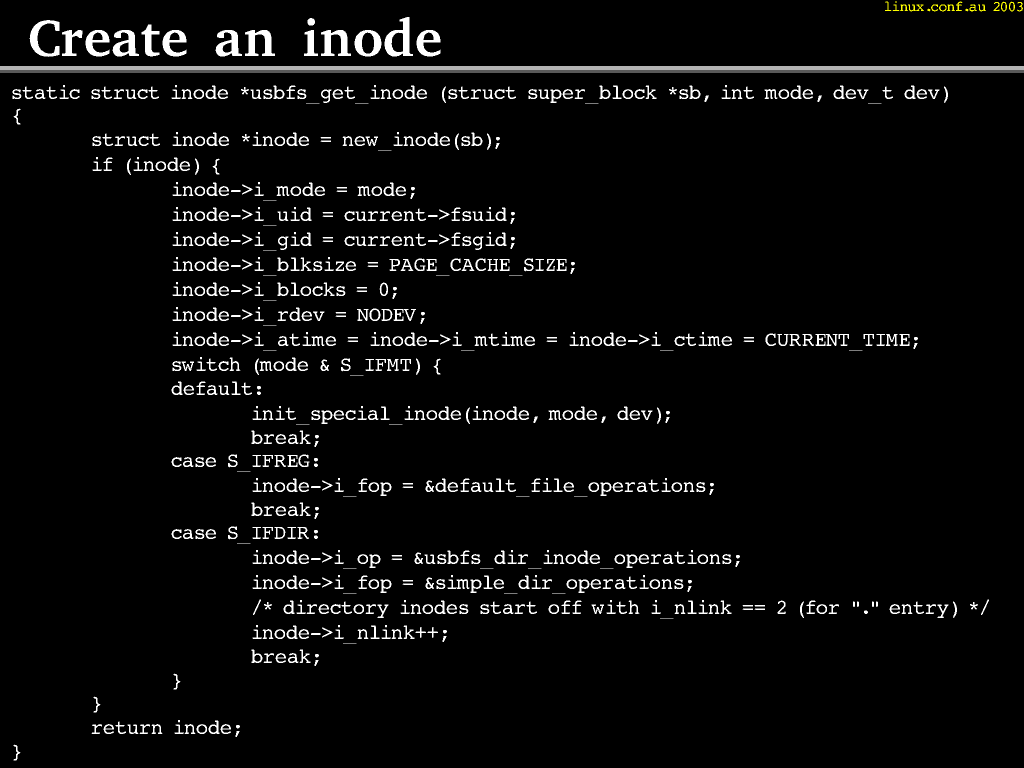 linux.conf.au 2003
Create an inode
static struct inode *usbfs_get_inode (struct super_block *sb, int mode, dev_t dev)
{
struct inode *inode = new_inode(sb);
if (inode) {
inode->i_mode = mode;
inode->i_uid = current->fsuid;
inode->i_gid = current->fsgid;
inode->i_blksize = PAGE_CACHE_SIZE;
inode->i_blocks = 0;
inode->i_rdev = NODEV;
inode->i_atime = inode->i_mtime = inode->i_ctime = CURRENT_TIME;
switch (mode & S_IFMT) {
default:
init_special_inode(inode, mode, dev);
break;
case S_IFREG:
inode->i_fop = &default_file_operations;
break;
case S_IFDIR:
inode->i_op = &usbfs_dir_inode_operations;
inode->i_fop = &simple_dir_operations;
/* directory inodes start off with i_nlink == 2 (for "." entry) */
inode->i_nlink++;
break;
}
}
return inode;
}